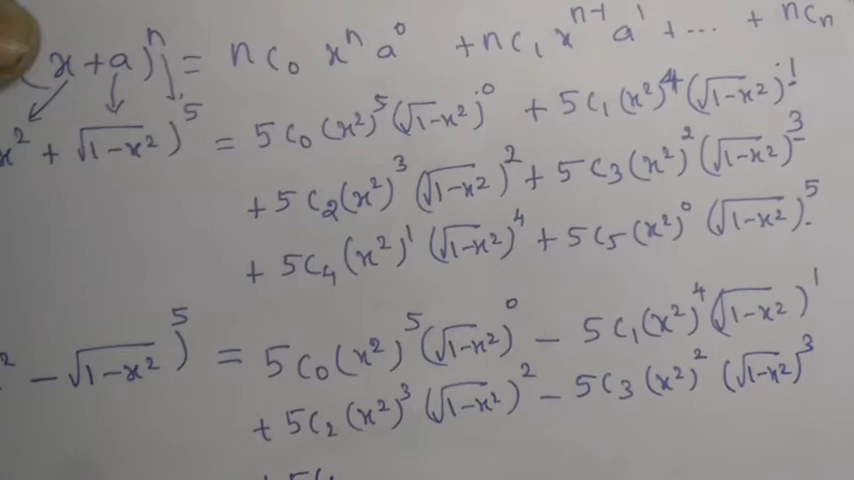 (x + a)ⁿ = nC₀ xⁿ a⁰ + nC₁ xⁿ⁻¹ a¹ + ... + nCₙ
x² + √(1-x²))⁵ = 5C₀(x²)⁵(√(1-x²))⁰ + 5C₁(x²)⁴(√(1-x²))¹
+ 5C₂(x²)³(√(1-x²))² + 5C₃(x²)²(√(1-x²))³
+ 5C₄(x²)¹(√(1-x²))⁴ + 5C₅(x²)⁰(√(1-x²))⁵
² - √(1-x²))⁵ = 5C₀(x²)⁵(√(1-x²))⁰ - 5C₁(x²)⁴(√(1-x²))¹
+ 5C₂(x²)³(√(1-x²))² - 5C₃(x²)²(√(1-x²))³